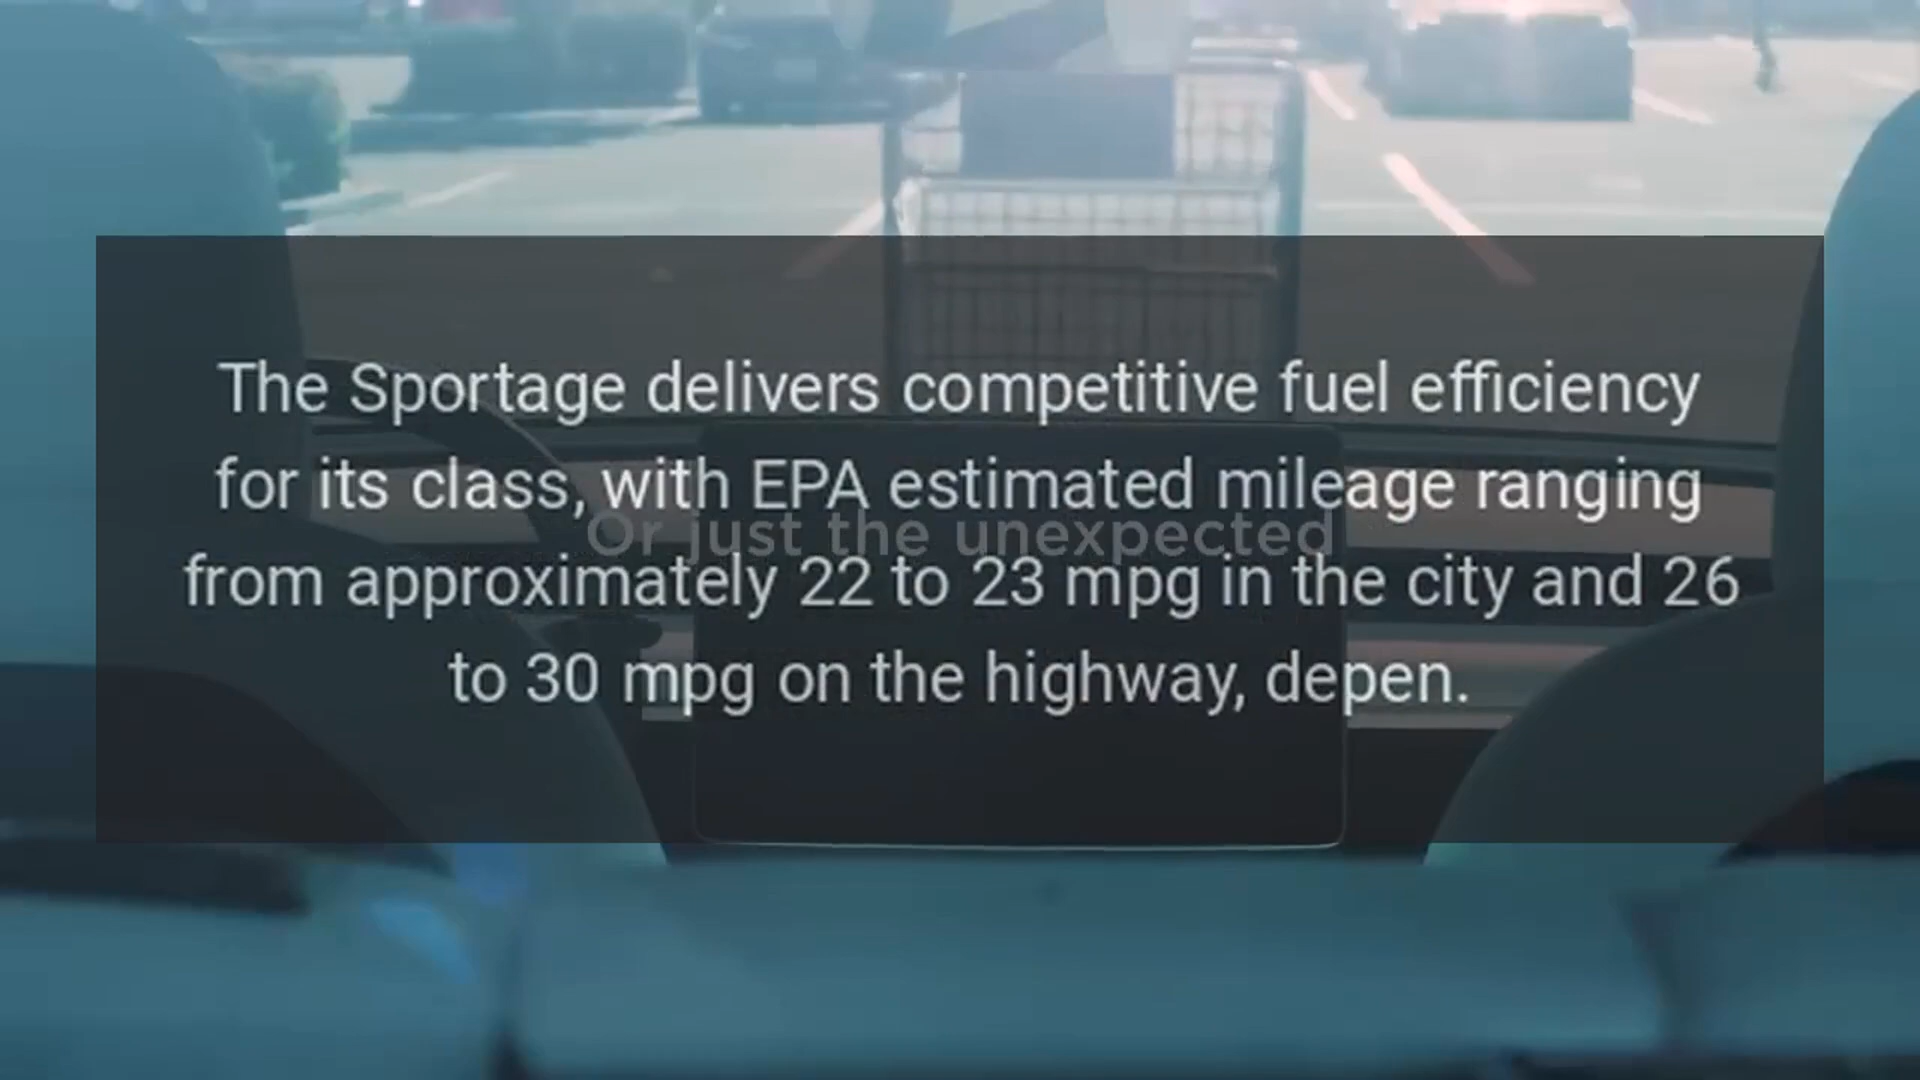 The Sportage delivers competitive fuel efficiency
for its class, with EPA estimated mileage ranging
Or just the unexpected
from approximately 22 to 23 mpg in the city and 26
to 30 mpg on the highway, depen.